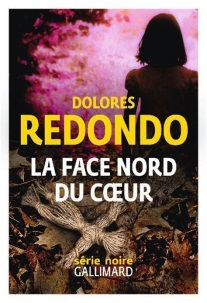 DOLORES
REDONDO
LA FACE NORD
DU CŒUR
série noire
GALLIMARD